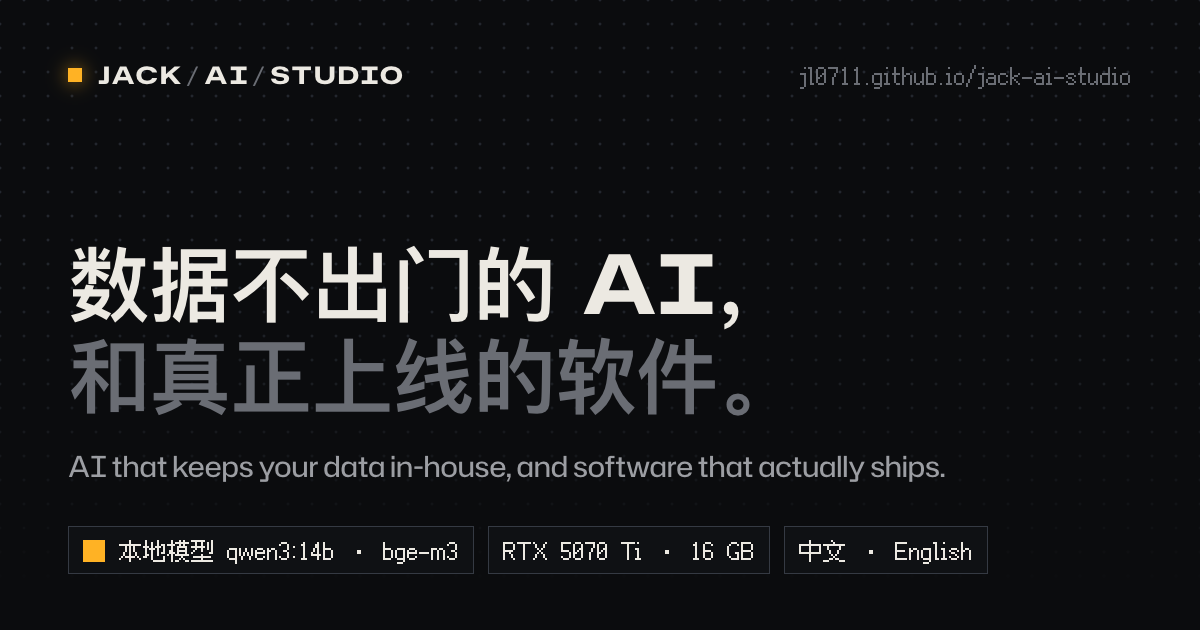 JACK / AI / STUDIO
jl0711.github.io/jack-ai-studio
数据不出门的 AI,
和真正上线的软件。
AI that keeps your data in-house, and software that actually ships.
本地模型 qwen3:14b · bge-m3
RTX 5070 Ti · 16 GB
中文 · English